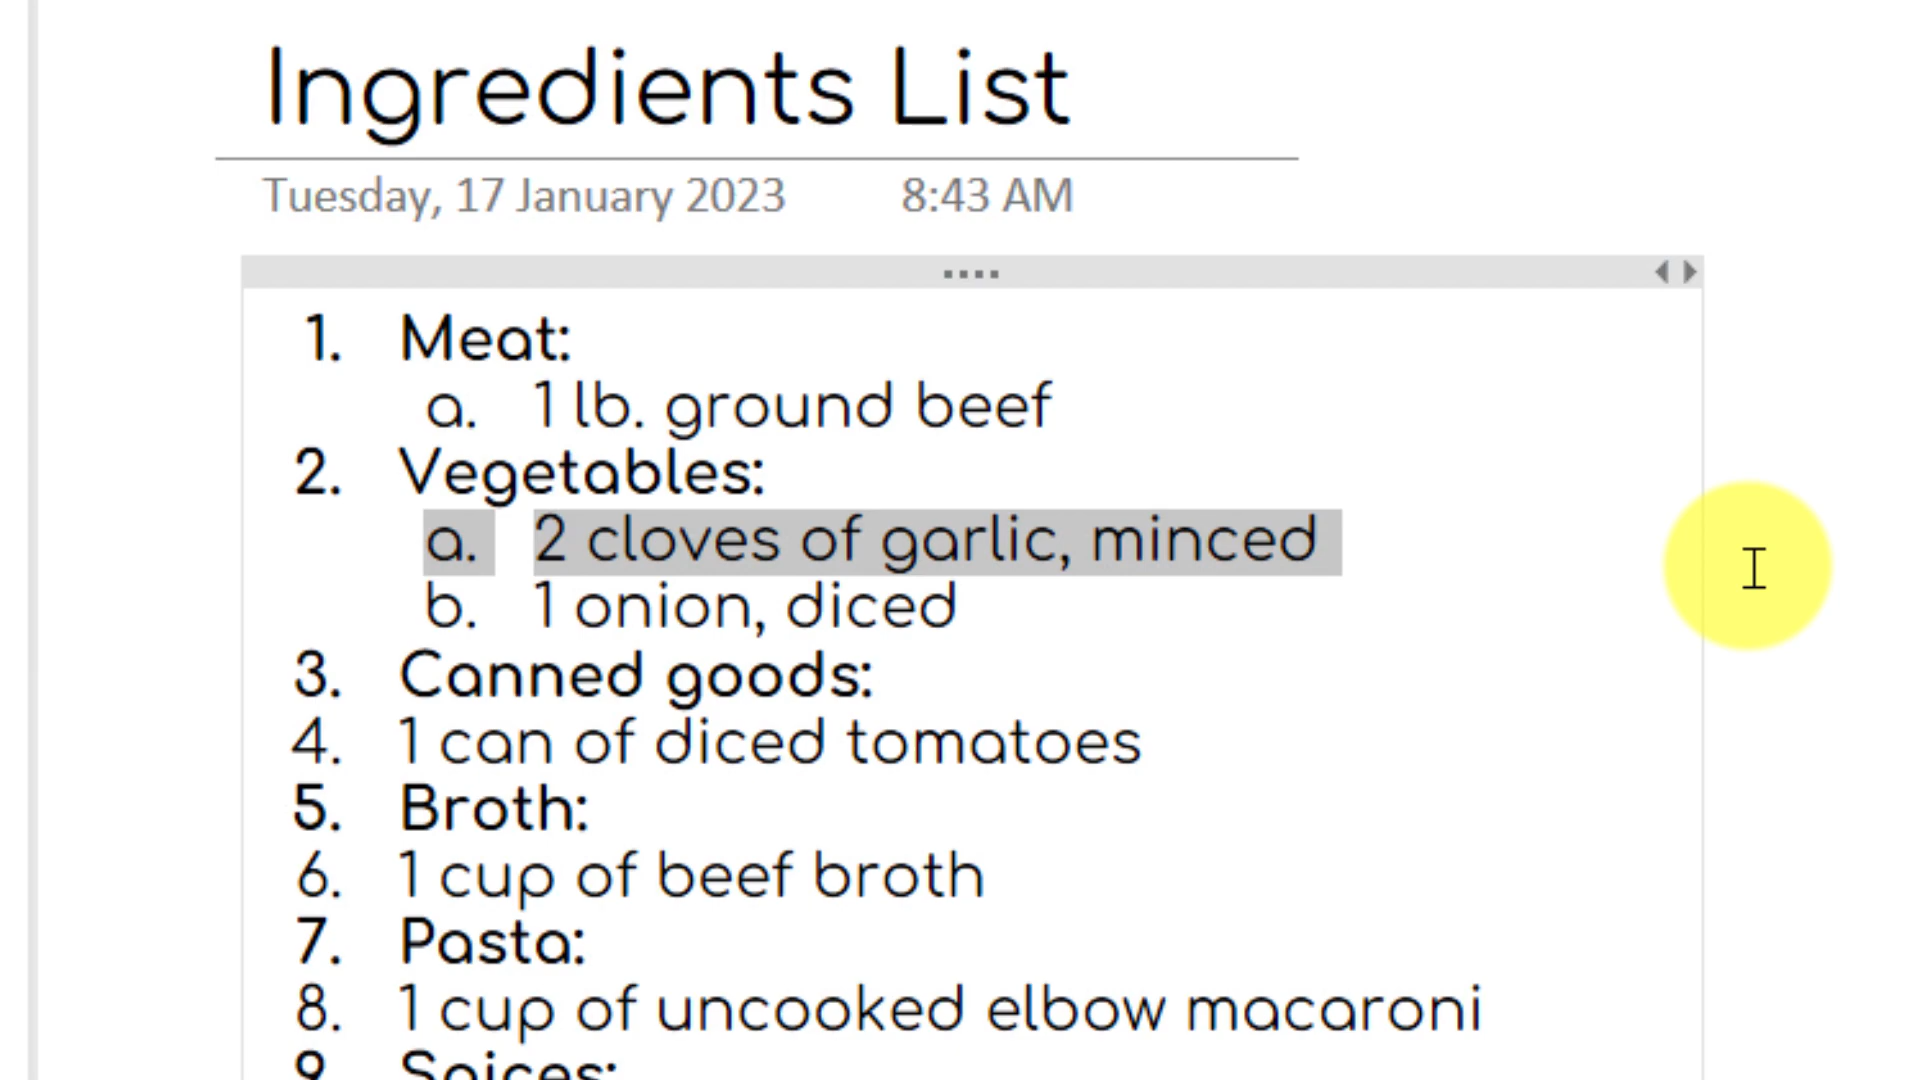 Ingredients List
Tuesday, 17 January 2023 8:43 AM
1. Meat:
a. 1 lb. ground beef
2. Vegetables:
a. 2 cloves of garlic, minced
b. 1 onion, diced
3. Canned goods:
4. 1 can of diced tomatoes
5. Broth:
6. 1 cup of beef broth
7. Pasta:
8. 1 cup of uncooked elbow macaroni
9. Spices: